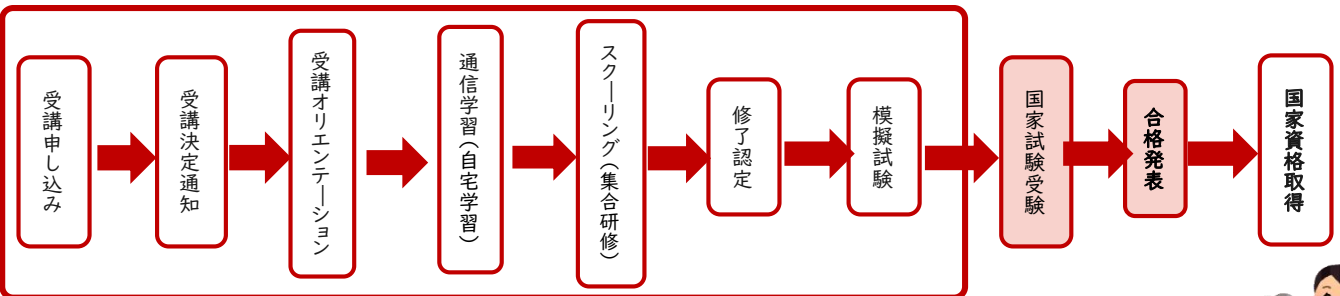 受講申し込み
受講決定通知
受講オリエンテーション
通信学習(自宅学習)
スクーリング(集合研修)
修了認定
模擬試験
国家試験受験
合格発表
国家資格取得